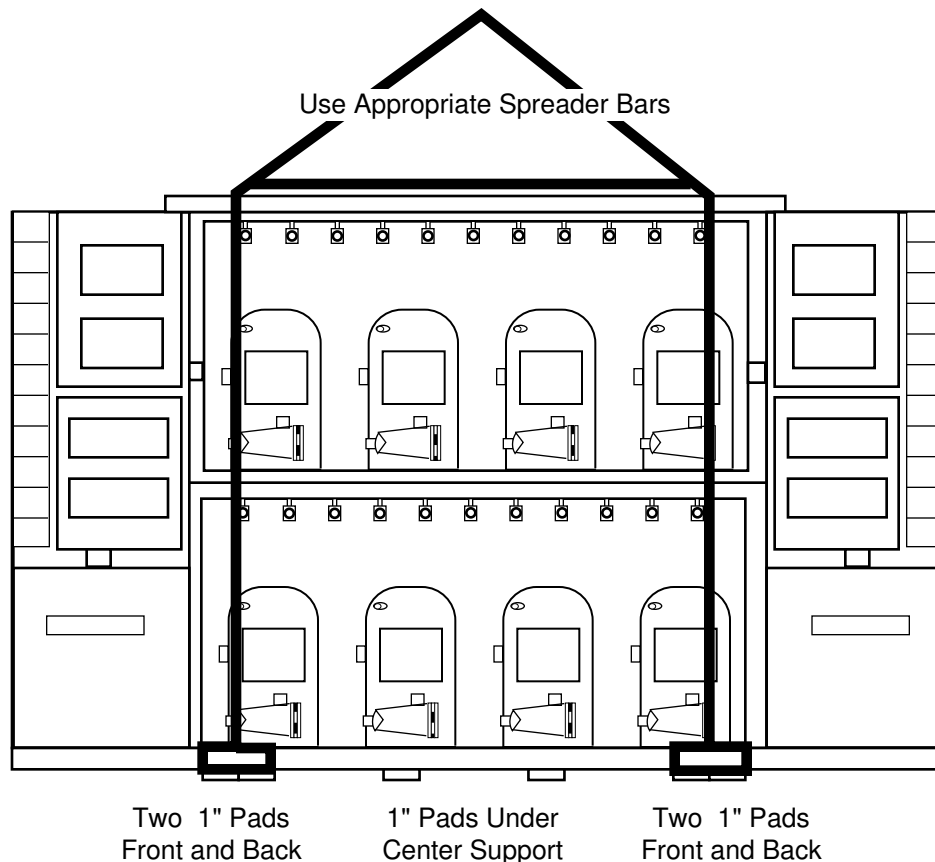 Use Appropriate Spreader Bars
Two 1" Pads
Front and Back
1" Pads Under
Center Support
Two 1" Pads
Front and Back